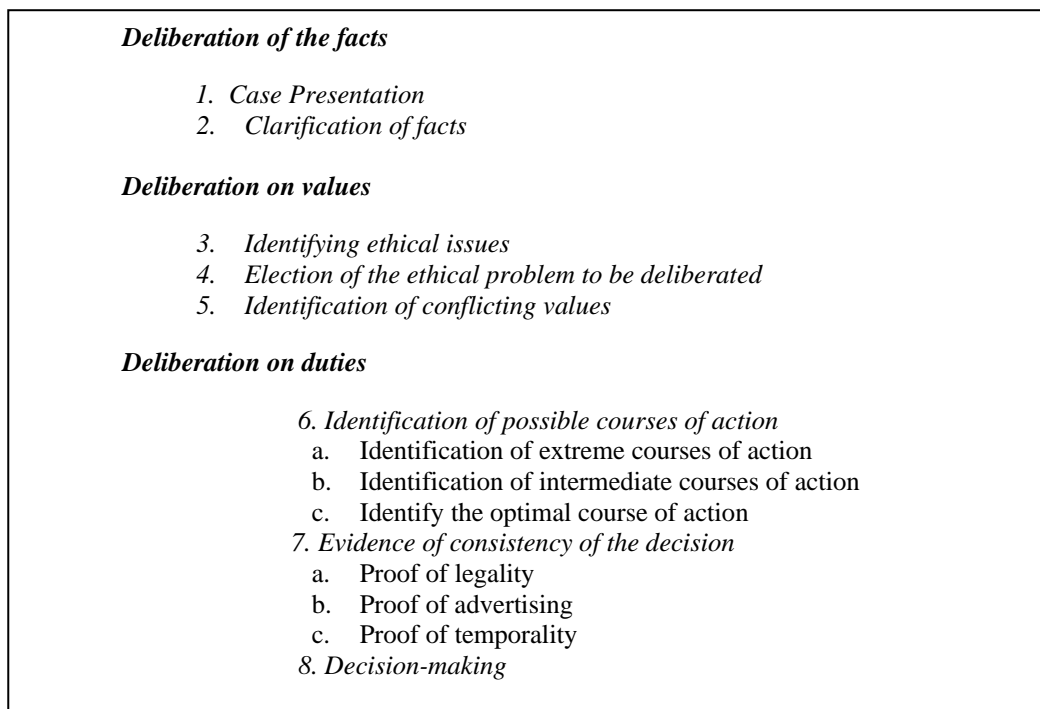 Deliberation of the facts
1. Case Presentation
2. Clarification of facts
Deliberation on values
3. Identifying ethical issues
4. Election of the ethical problem to be deliberated
5. Identification of conflicting values
Deliberation on duties
6. Identification of possible courses of action
a. Identification of extreme courses of action
b. Identification of intermediate courses of action
c. Identify the optimal course of action
7. Evidence of consistency of the decision
a. Proof of legality
b. Proof of advertising
c. Proof of temporality
8. Decision-making